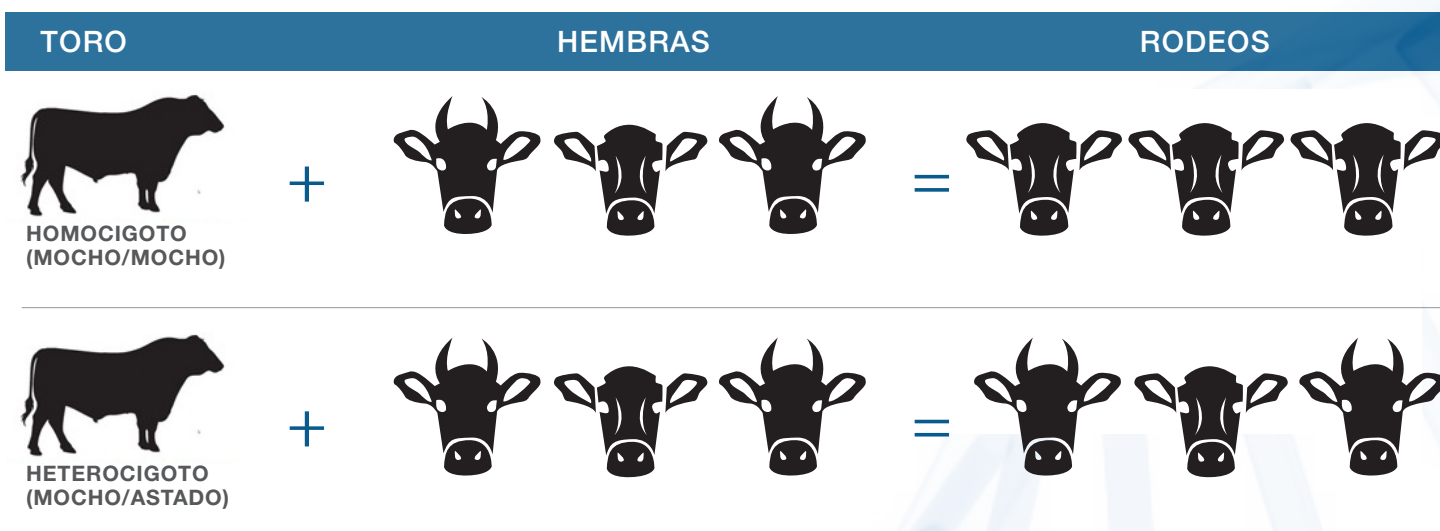 TORO HEMBRAS RODEOS
+ =
HOMOCIGOTO
(MOCHO/MOCHO)
+ =
HETEROCIGOTO
(MOCHO/ASTADO)